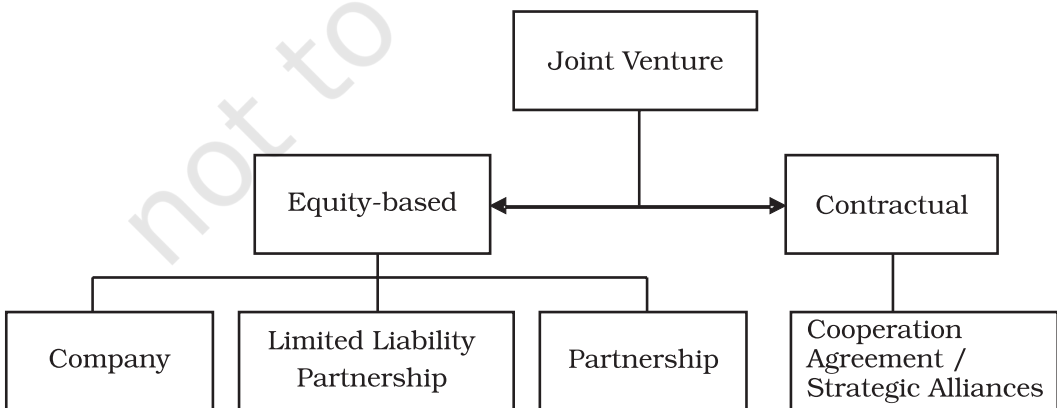 not to
Joint Venture
Equity-based
Contractual
Company
Limited Liability
Partnership
Partnership
Cooperation
Agreement /
Strategic Alliances